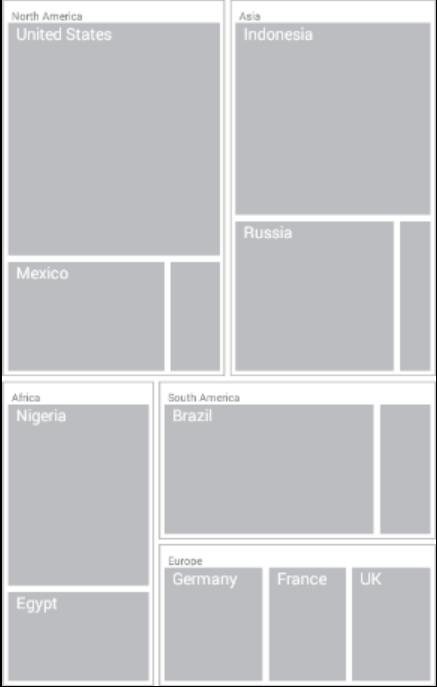 North America
United States
Mexico
Asia
Indonesia
Russia
Africa
Nigeria
Egypt
South America
Brazil
Europe
Germany
France
UK